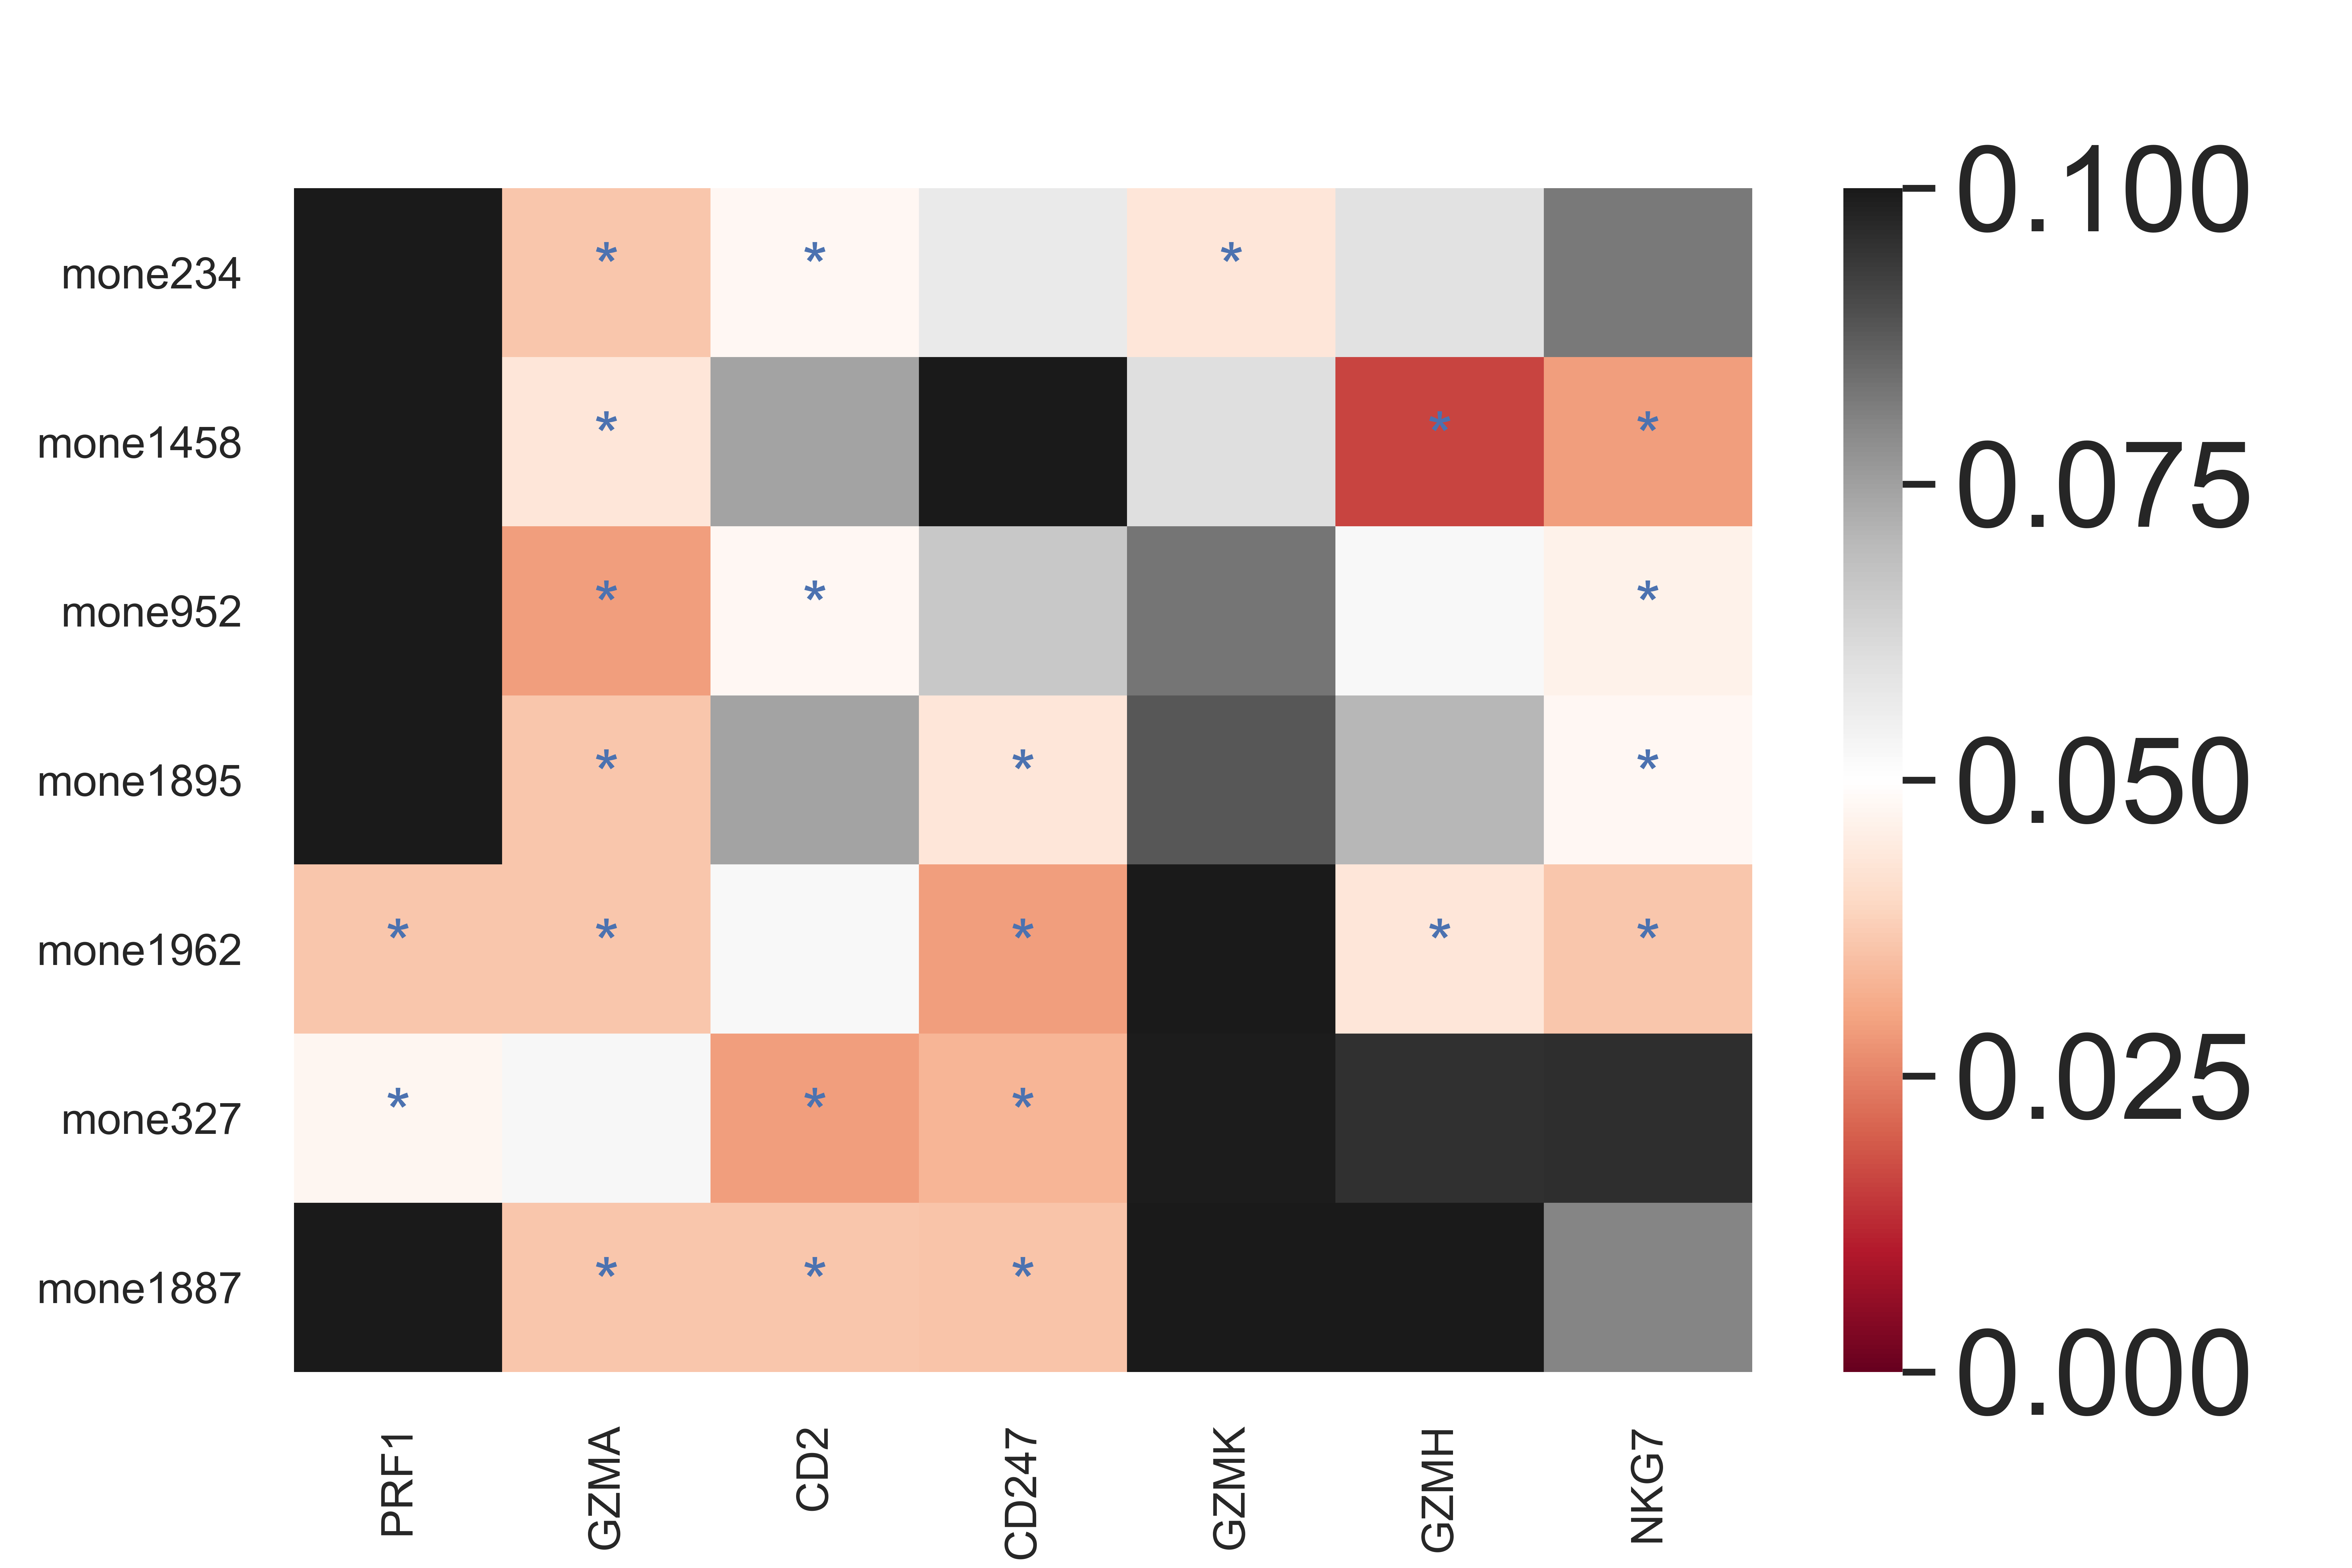 mone234 * * *
mone1458 * * *
mone952 * * *
mone1895 * * *
mone1962 * * * * *
mone327 * * *
mone1887 * * *
PRF1 GZMA CD2 CD247 GZMK GZMH NKG7
0.100
0.075
0.050
0.025
0.000